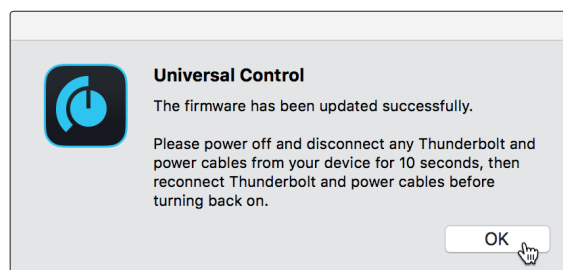 Universal Control
The firmware has been updated successfully.
Please power off and disconnect any Thunderbolt and
power cables from your device for 10 seconds, then
reconnect Thunderbolt and power cables before
turning back on.
OK